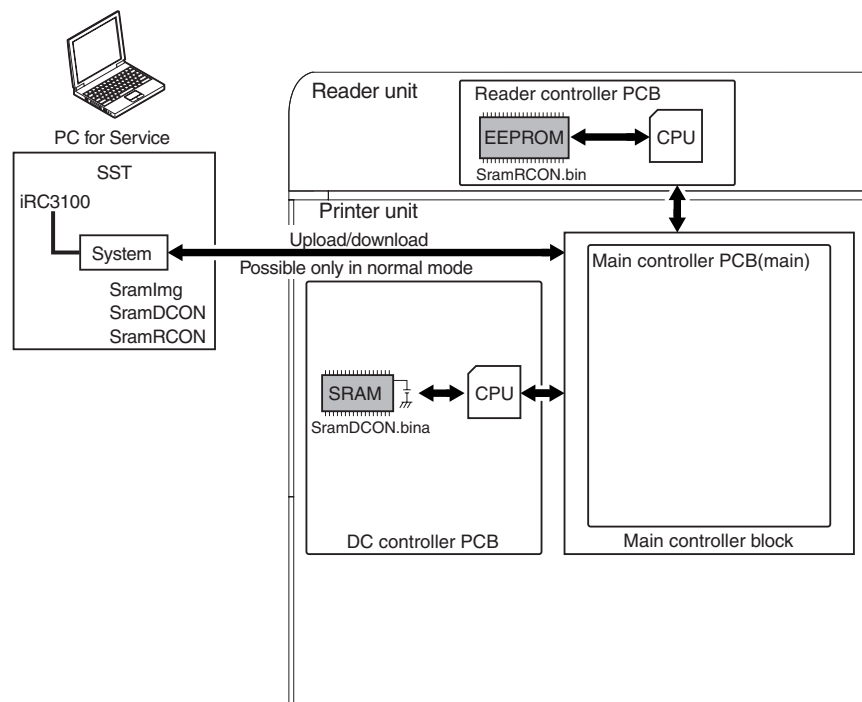 PC for Service
SST
iRC3100
System
SramImg
SramDCON
SramRCON
Reader unit
Reader controller PCB
EEPROM
CPU
SramRCON.bin
Printer unit
Upload/download
Possible only in normal mode
Main controller PCB(main)
SRAM
CPU
SramDCON.bina
DC controller PCB
Main controller block